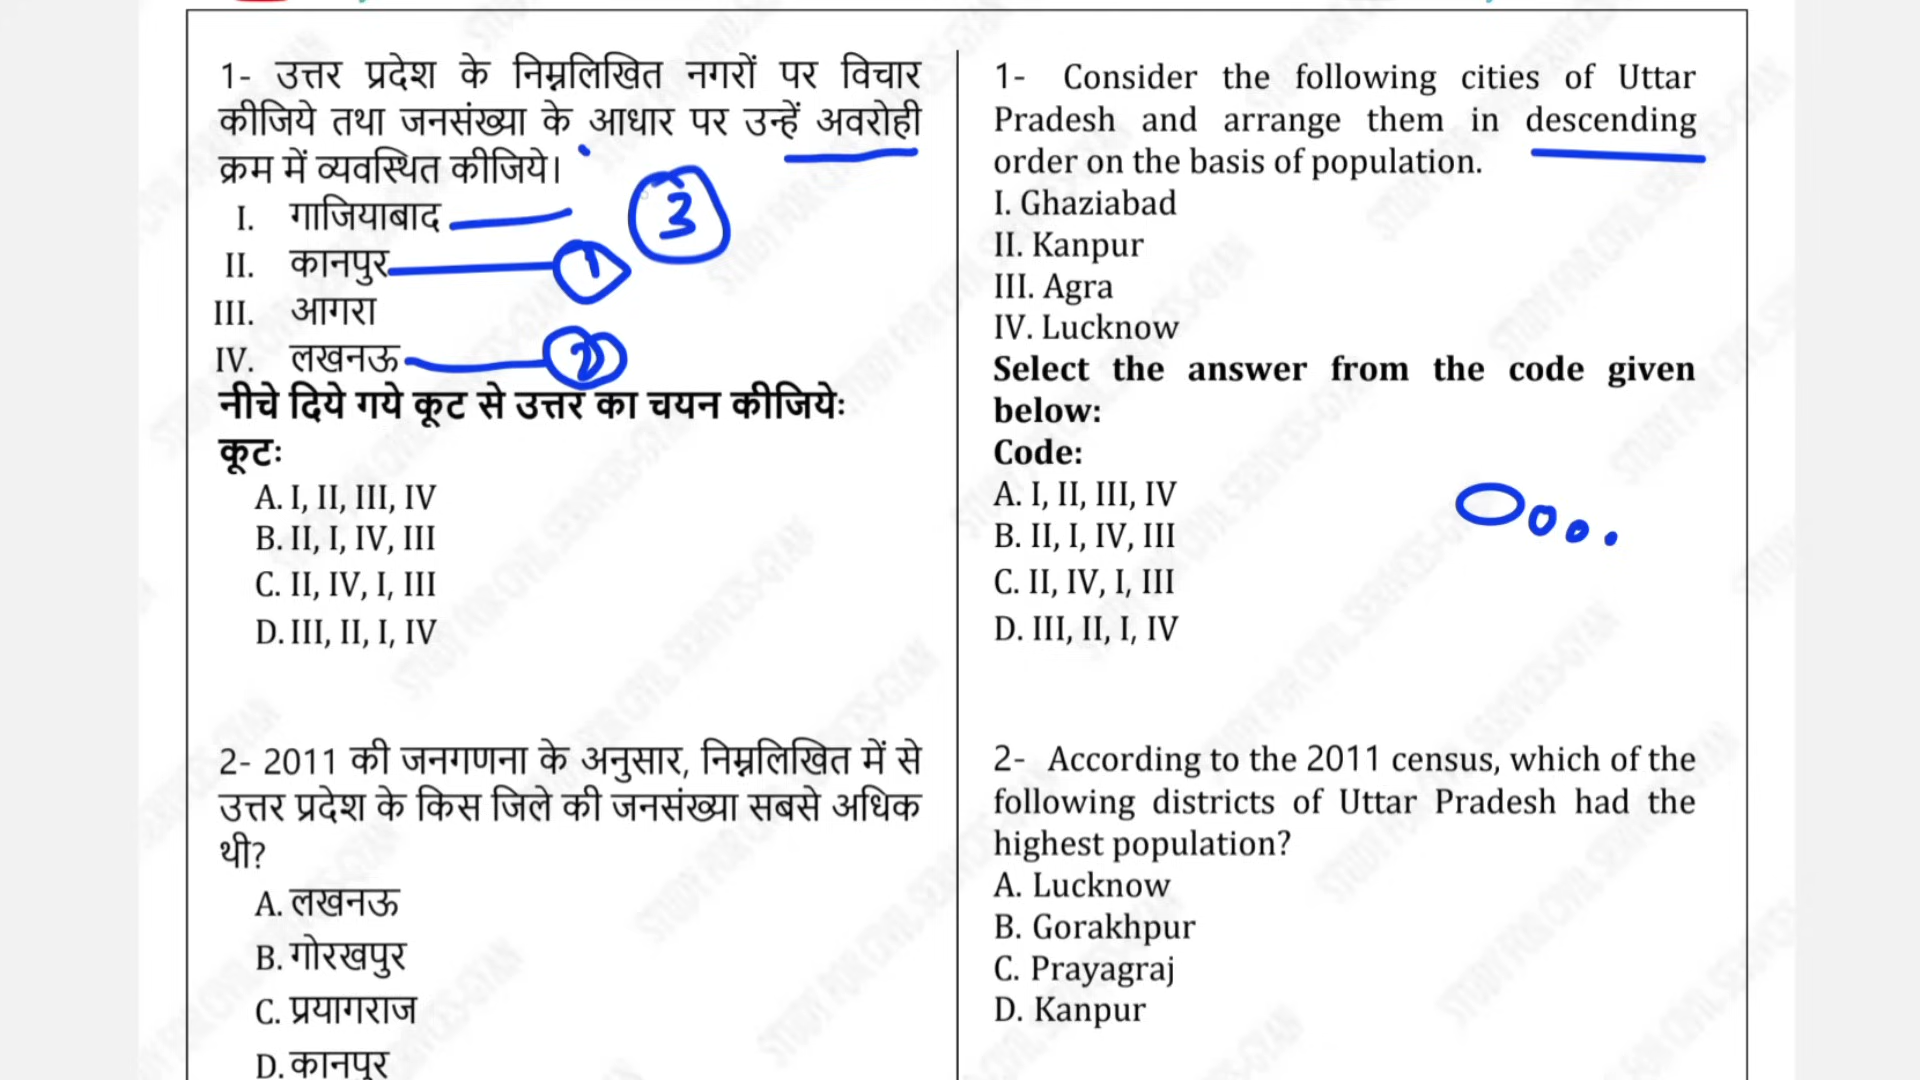 1- उत्तर प्रदेश के निम्नलिखित नगरों पर विचार
कीजिये तथा जनसंख्या के आधार पर उन्हें अवरोही
क्रम में व्यवस्थित कीजिये।
I. गाजियाबाद
3
II. कानपुर
1
III. आगरा
IV. लखनऊ
2
नीचे दिये गये कूट से उत्तर का चयन कीजियेः
कूटः
A. I, II, III, IV
B. II, I, IV, III
C. II, IV, I, III
D. III, II, I, IV
2- 2011 की जनगणना के अनुसार, निम्नलिखित में से
उत्तर प्रदेश के किस जिले की जनसंख्या सबसे अधिक
थी?
A. लखनऊ
B. गोरखपुर
C. प्रयागराज
D. कानपुर
1- Consider the following cities of Uttar
Pradesh and arrange them in descending
order on the basis of population.
I. Ghaziabad
II. Kanpur
III. Agra
IV. Lucknow
Select the answer from the code given
below:
Code:
A. I, II, III, IV
B. II, I, IV, III
C. II, IV, I, III
D. III, II, I, IV
2- According to the 2011 census, which of the
following districts of Uttar Pradesh had the
highest population?
A. Lucknow
B. Gorakhpur
C. Prayagraj
D. Kanpur
STUDY FOR CIVIL SERVICES-GYAN